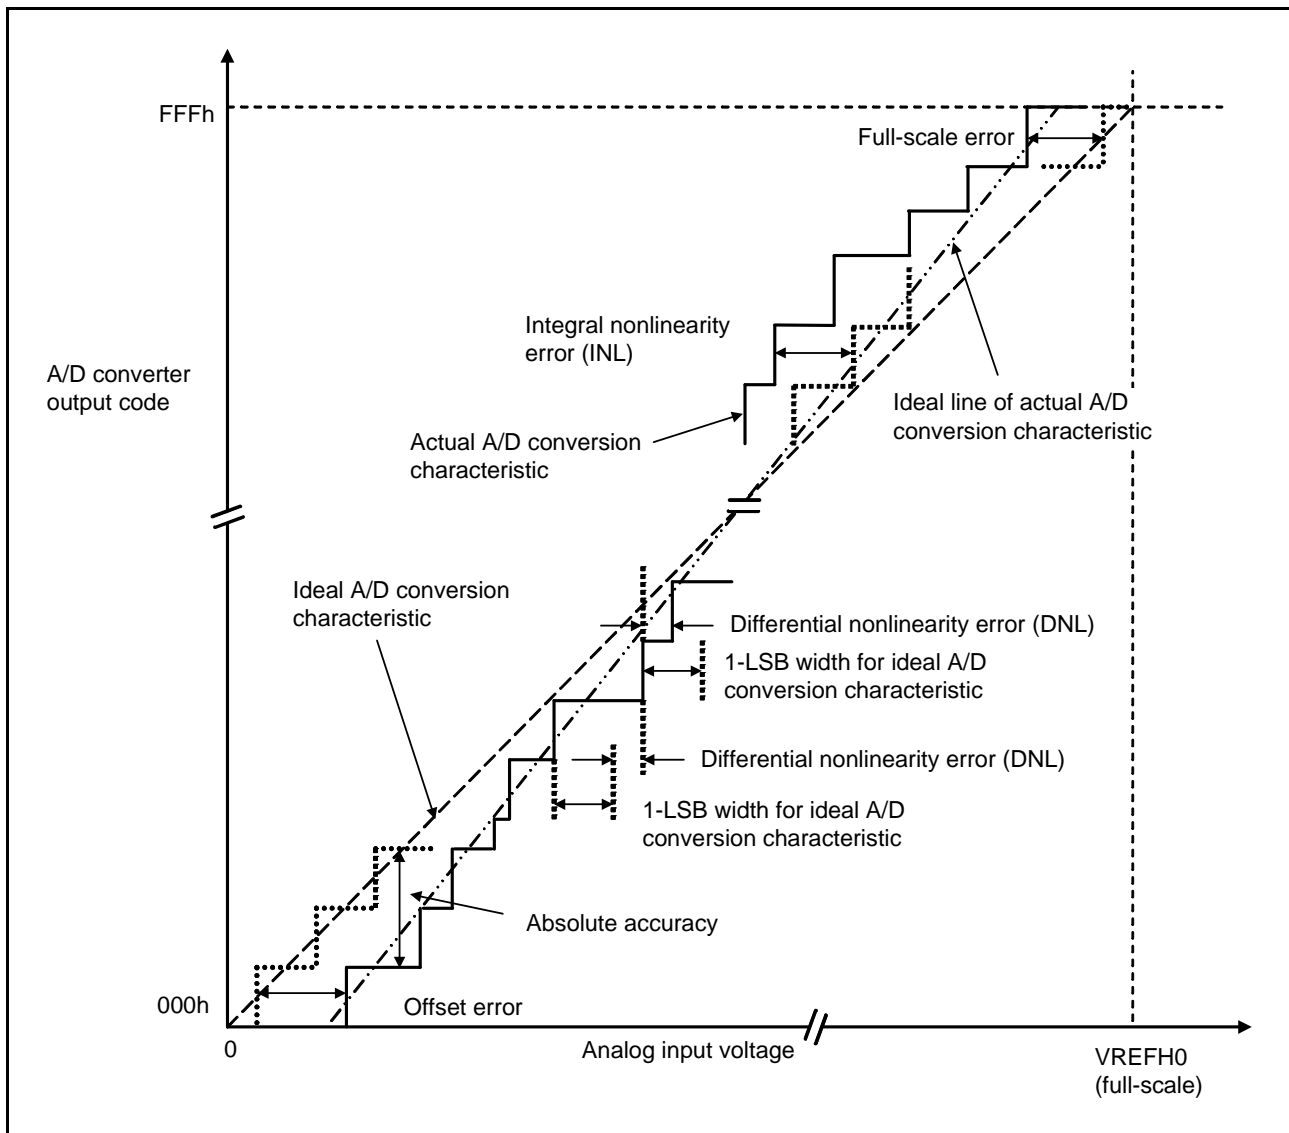 FFFh
Full-scale error
Integral nonlinearity
error (INL)
A/D converter
output code
Ideal line of actual A/D
conversion characteristic
Actual A/D conversion
characteristic
Ideal A/D conversion
characteristic
Differential nonlinearity error (DNL)
1-LSB width for ideal A/D
conversion characteristic
Differential nonlinearity error (DNL)
1-LSB width for ideal A/D
conversion characteristic
Absolute accuracy
000h
Offset error
0
Analog input voltage
VREFH0
(full-scale)